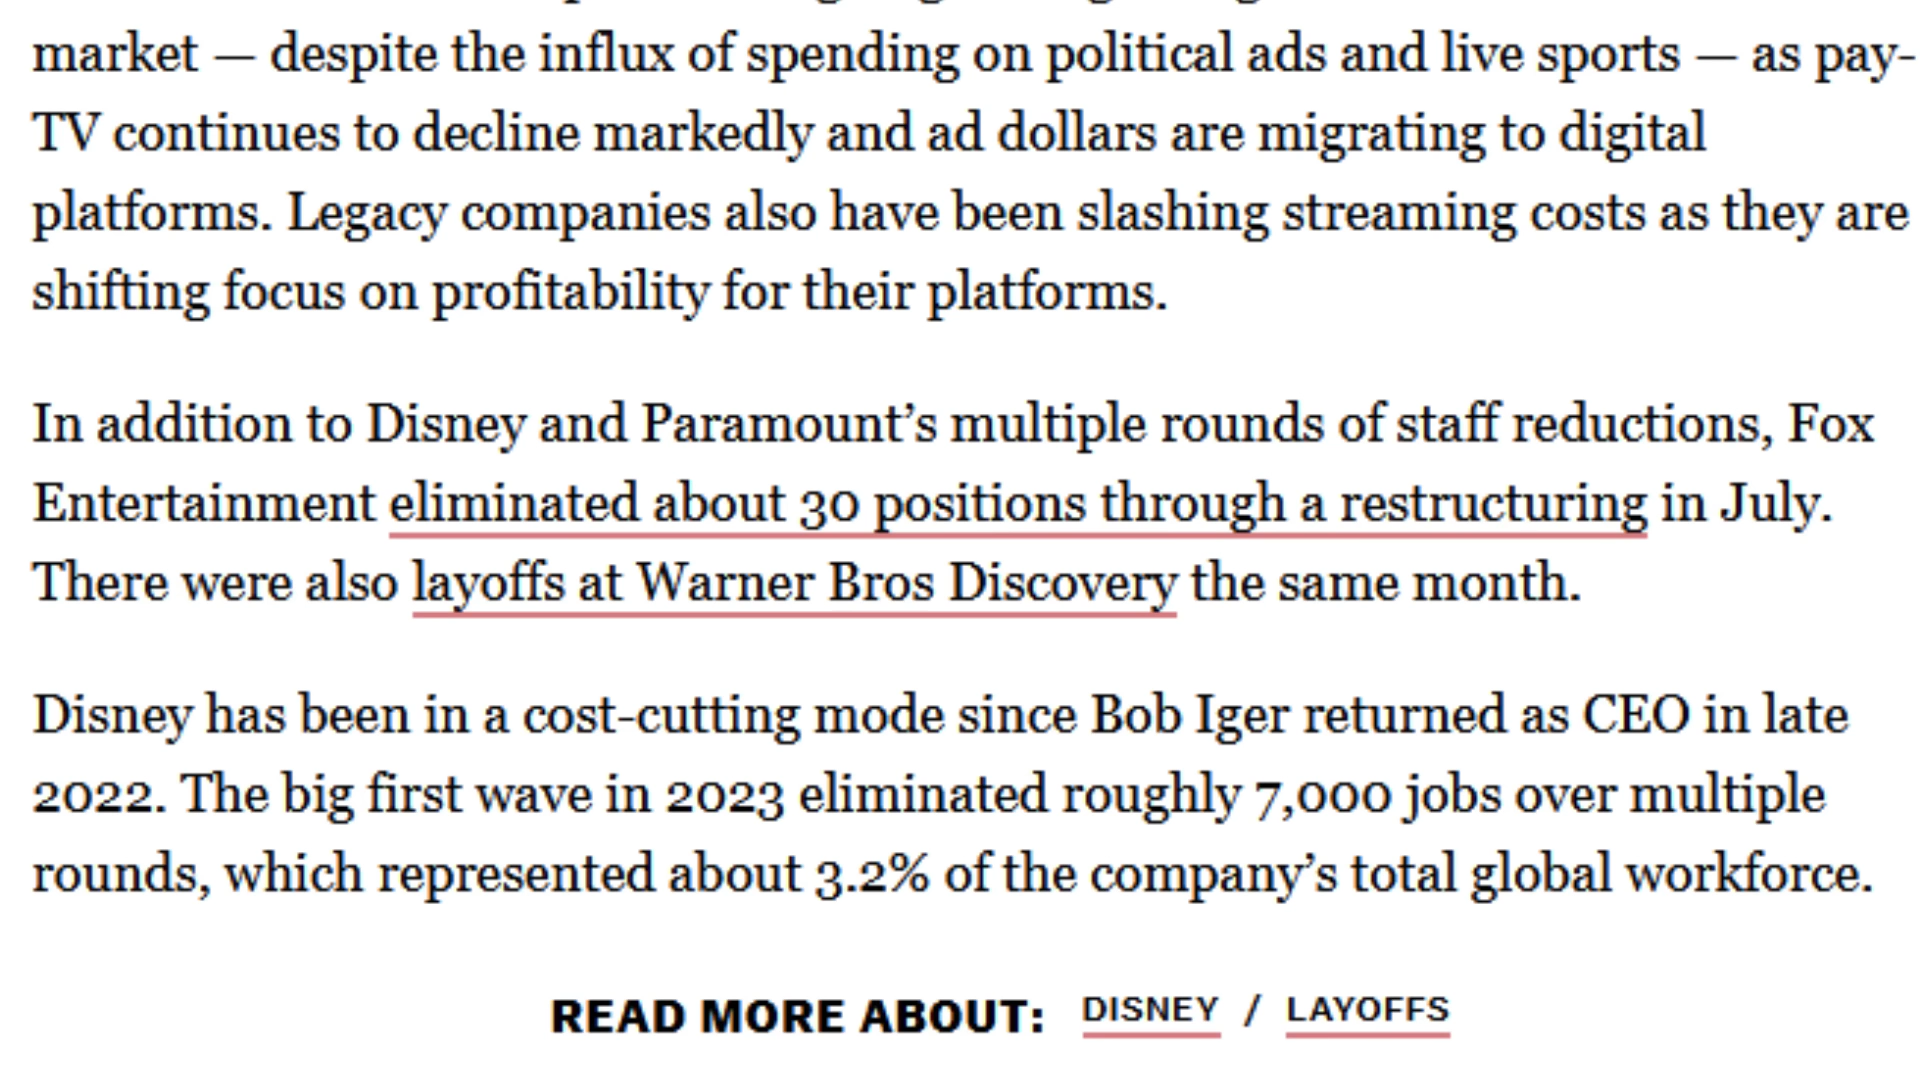 market — despite the influx of spending on political ads and live sports — as pay-
TV continues to decline markedly and ad dollars are migrating to digital
platforms. Legacy companies also have been slashing streaming costs as they are
shifting focus on profitability for their platforms.
In addition to Disney and Paramount’s multiple rounds of staff reductions, Fox
Entertainment eliminated about 30 positions through a restructuring in July.
There were also layoffs at Warner Bros Discovery the same month.
Disney has been in a cost-cutting mode since Bob Iger returned as CEO in late
2022. The big first wave in 2023 eliminated roughly 7,000 jobs over multiple
rounds, which represented about 3.2% of the company’s total global workforce.
READ MORE ABOUT: DISNEY / LAYOFFS